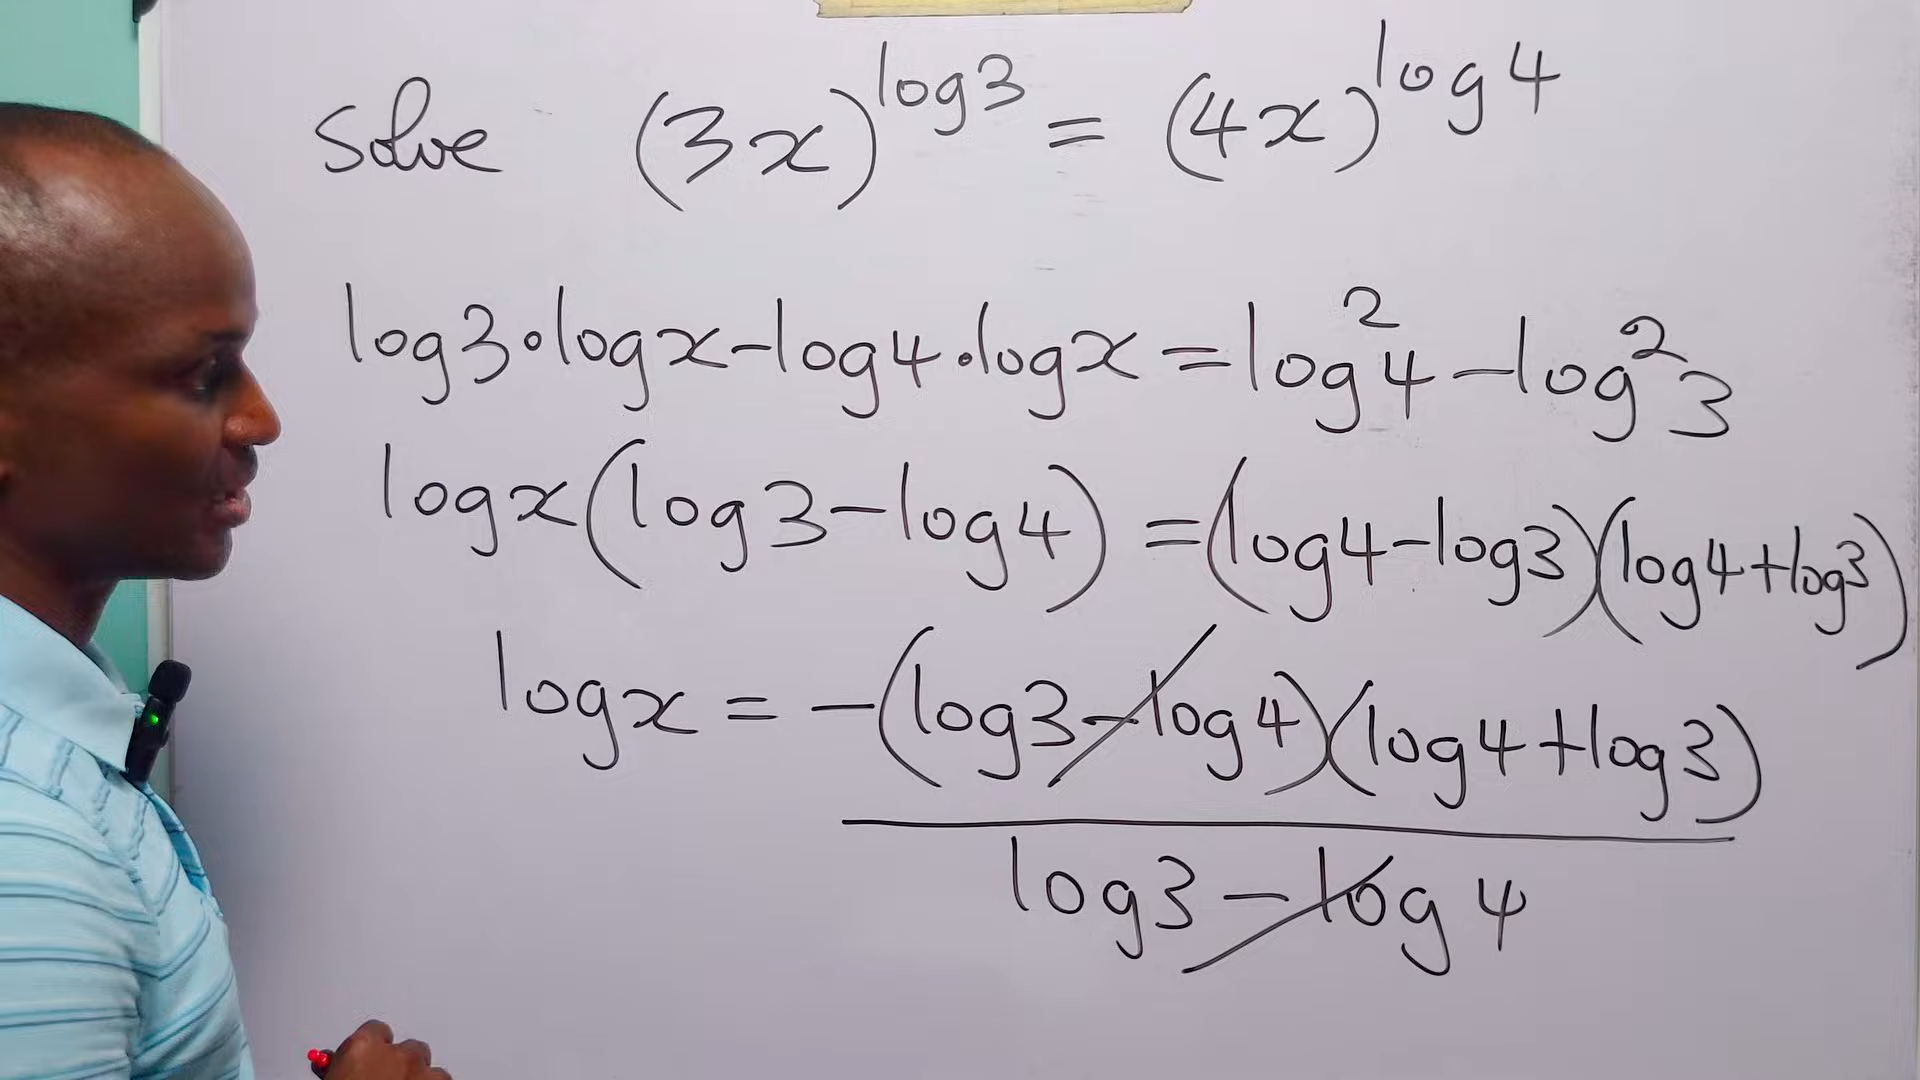 Solve (3x)^log3 = (4x)^log4
log3·logx-log4·logx = log²4 - log²3
logx(log3-log4) = (log4-log3)(log4+log3)
logx = -(log3-log4)(log4+log3)
log3-log4